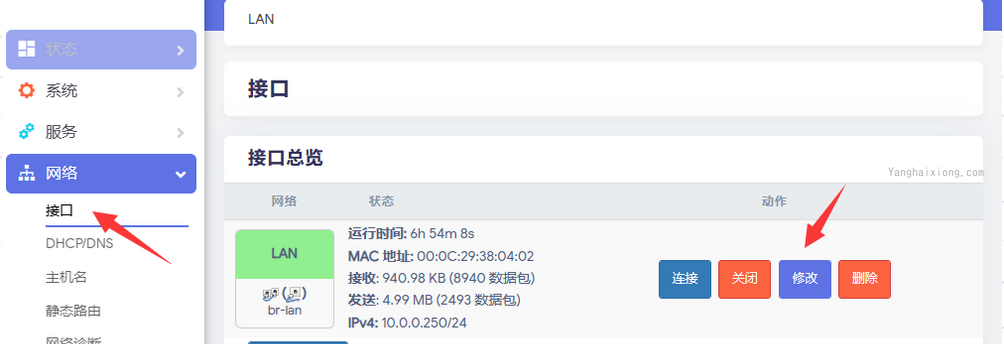 LAN
状态
系统
服务
网络
接口
DHCP/DNS
主机名
静态路由
网络诊断
接口
接口总览
Yanghaixiong.com
网络 状态 动作
LAN
br-lan
运行时间: 6h 54m 8s
MAC 地址: 00:0C:29:38:04:02
接收: 940.98 KB (8940 数据包)
发送: 4.99 MB (2493 数据包)
IPv4: 10.0.0.250/24
连接 关闭 修改 删除